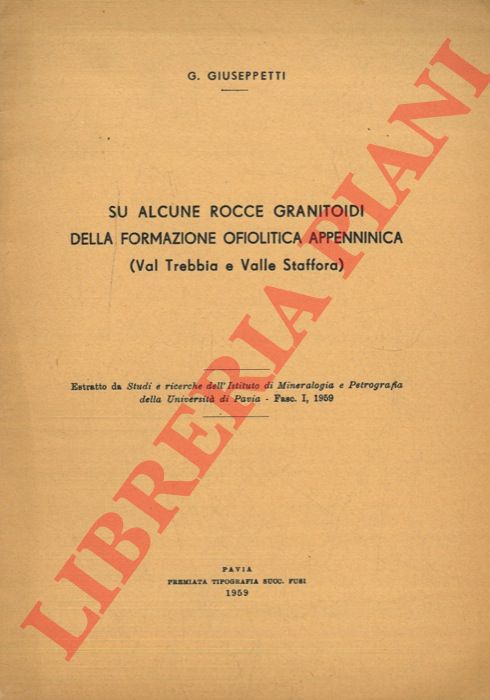 G. GIUSEPPETTI
SU ALCUNE ROCCE GRANITOIDI
DELLA FORMAZIONE OFIOLITICA APPENNINICA
(Val Trebbia e Valle Staffora)
Estratto da Studi e ricerche dell'Istituto di Mineralogia e Petrografia
della Università di Pavia - Fasc. I, 1959
PAVIA
PREMIATA TIPOGRAFIA SUCC. FUSI
1959
LIBRERIA PIANI